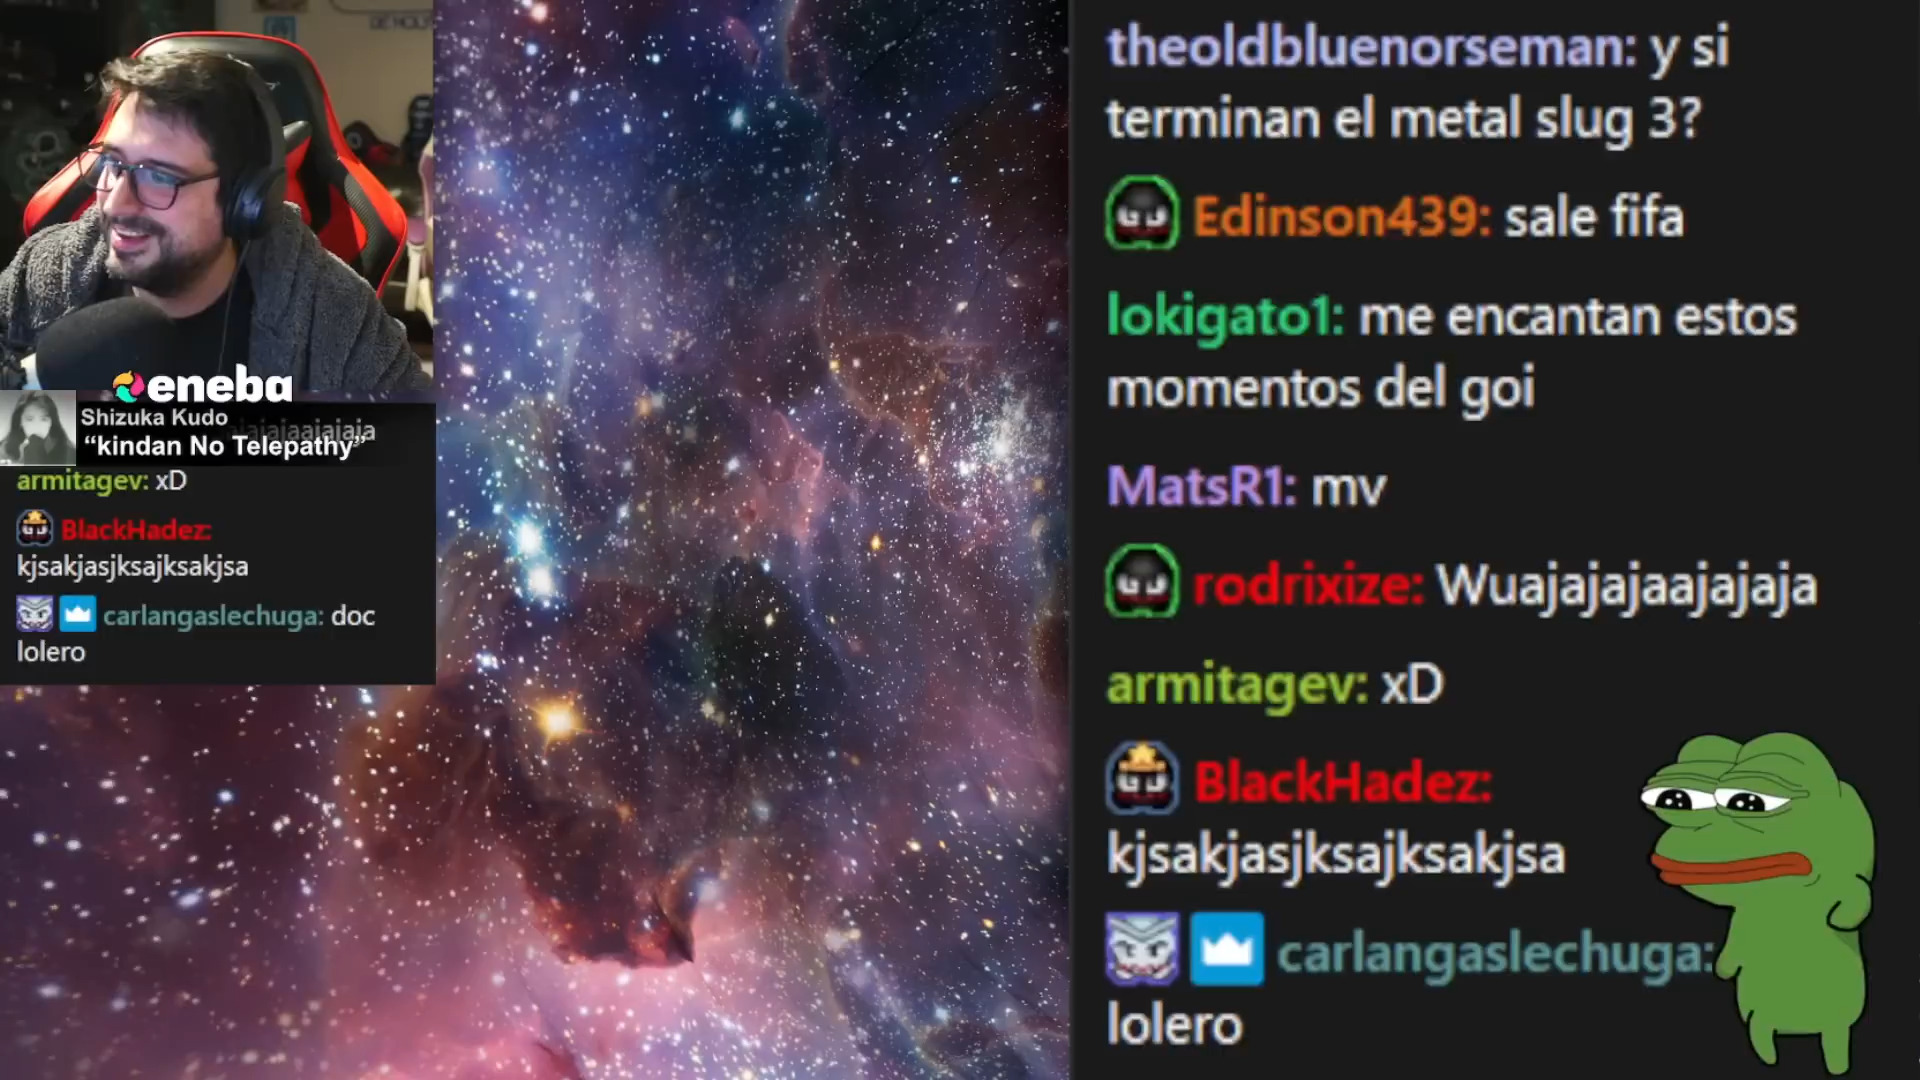 eneba
Shizuka Kudo
“kindan No Telepathy”
armitagev: xD
BlackHadez:
kjsakjasjksajksakjsa
carlangaslechuga: doc
lolero
theoldbluenorseman: y si
terminan el metal slug 3?
Edinson439: sale fifa
lokigato1: me encantan estos
momentos del goi
MatsR1: mv
rodrixize: Wuajajajaajajaja
armitagev: xD
BlackHadez:
kjsakjasjksajksakjsa
carlangaslechuga:
lolero